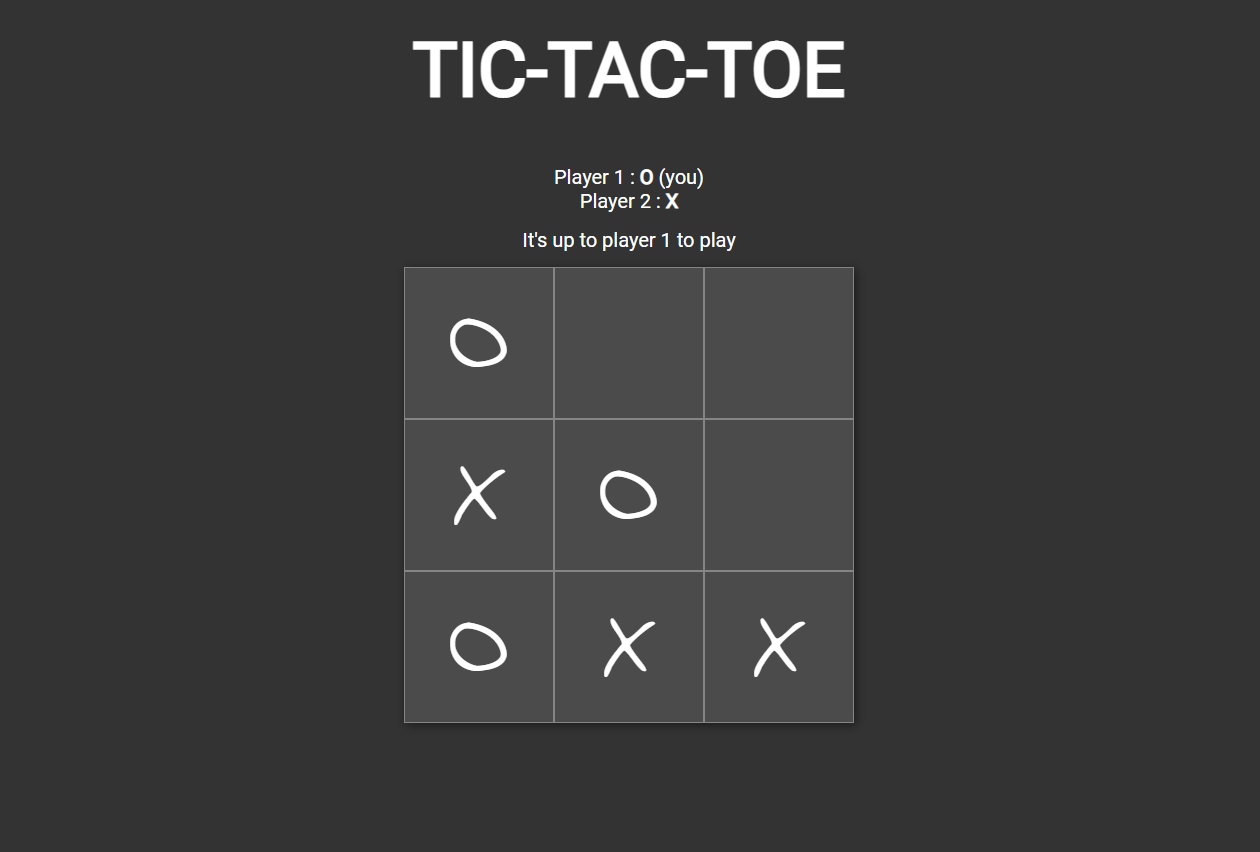 TIC-TAC-TOE
Player 1 : O (you)
Player 2 : X
It's up to player 1 to play
O
X O
O X X